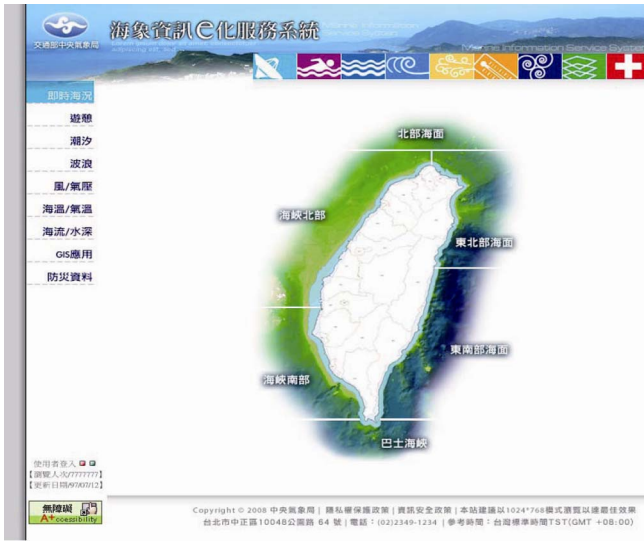 交通部中央氣象局
海象資訊e化服務系統
Marine Information Service System
即時海況
遊憩
潮汐
波浪
風/氣壓
海溫/氣溫
海流/水深
GIS應用
防災資料
北部海面
海峽北部
東北部海面
東南部海面
海峽南部
巴士海峽
使用者登入
【瀏覽人次/7777777】
【更新日期/97/07/12】
無障礙
A+ccessibility
Copyright © 2008 中央氣象局 | 隱私權保護政策 | 資訊安全政策 | 本站建議以1024*768模式瀏覽以達最佳效果
台北市中正區10048公園路 64 號 | 電話：(02)2349-1234 | 參考時間：台灣標準時間TST(GMT +08:00)